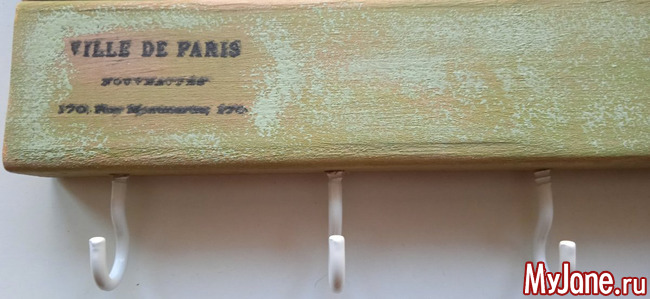 VILLE DE PARIS
NOUVEAUTÉS
170, Rue Montmartre, 170.
MyJane.ru